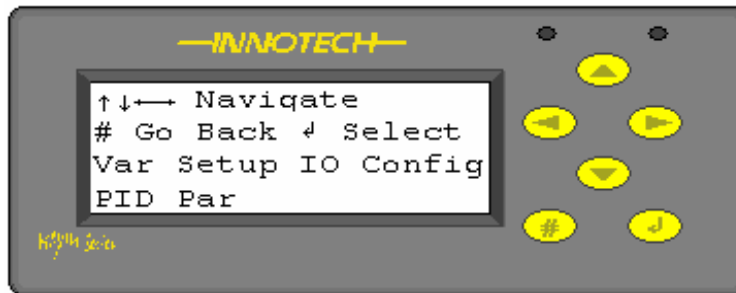 INNOTECH
↑↓←→ Navigate
# Go Back ↲ Select
Var Setup IO Config
PID Par
#